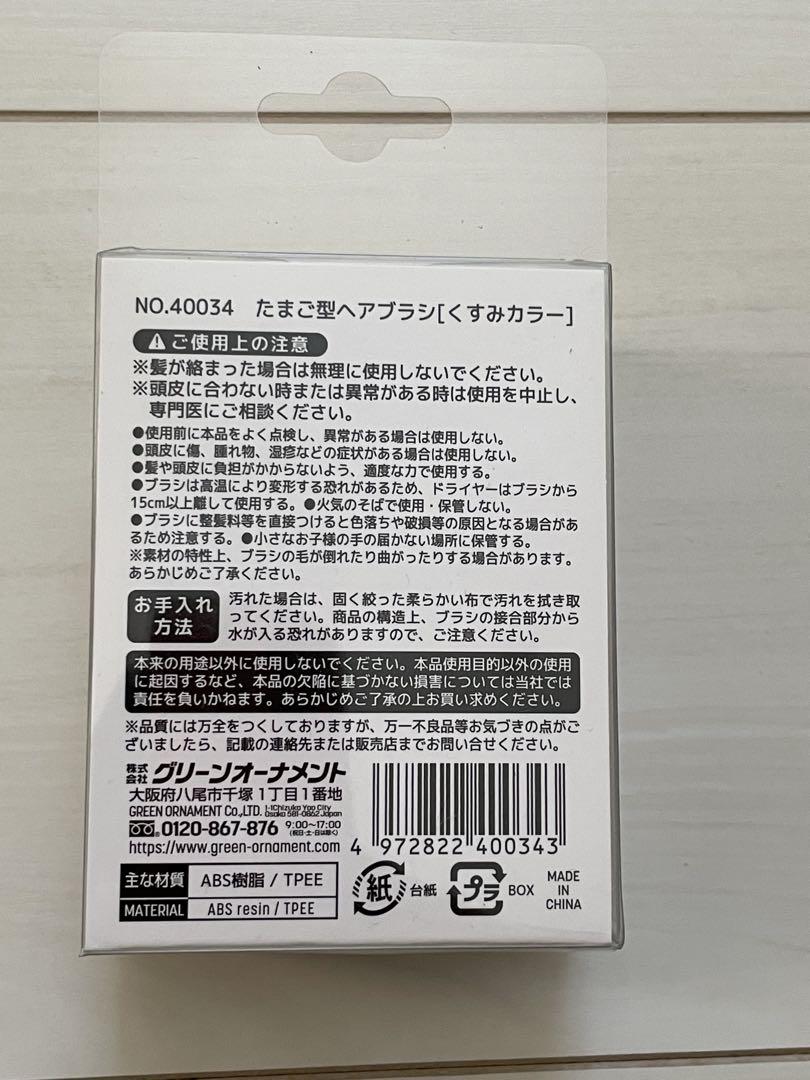 NO.40034 たまご型ヘアブラシ[くすみカラー]
ご使用上の注意
※髪が絡まった場合は無理に使用しないでください。
※頭皮に合わない時または異常がある時は使用を中止し、
専門医にご相談ください。
●使用前に本品をよく点検し、異常がある場合は使用しない。
●頭皮に傷、腫れ物、湿疹などの症状がある場合は使用しない。
●髪や頭皮に負担がかからないよう、適度な力で使用する。
●ブラシは高温により変形する恐れがあるため、ドライヤーはブラシから
15cm以上離して使用する。●火気のそばで使用・保管しない。
●ブラシに整髪料等を直接つけると色落ちや破損等の原因となる場合があ
るため注意する。●小さなお子様の手の届かない場所に保管する。
※素材の特性上、ブラシの毛が倒れたり曲がったりする場合があります。
あらかじめご了承ください。
お手入れ
方法
汚れた場合は、固く絞った柔らかい布で汚れを拭き取
ってください。商品の構造上、ブラシの接合部分から
水が入る恐れがありますので、ご注意ください。
本来の用途以外に使用しないでください。本品使用目的以外の使用
に起因するなど、本品の欠陥に基づかない損害については当社では
責任を負いかねます。あらかじめご了承の上お買い求めください。
※品質には万全をつくしておりますが、万一不良品等お気づきの点がご
ざいましたら、記載の連絡先または販売店までお問い合せください。
株式会社 グリーンオーナメント
大阪府八尾市千塚1丁目1番地
GREEN ORNAMENT Co.,LTD. 1-1Chizuka Yao City Osaka 581-0862 Japan
0120-867-876 9:00~17:00 (祝日・土・日は除く)
https://www.green-ornament.com
4 972822 400343
主な材質 ABS樹脂 / TPEE
MATERIAL ABS resin / TPEE
紙 台紙
プラ BOX
MADE
IN
CHINA